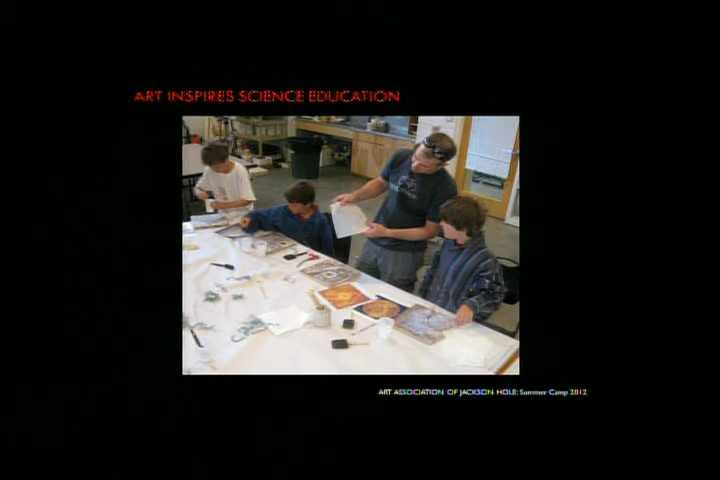 ART INSPIRES SCIENCE EDUCATION
ART ASSOCIATION OF JACKSON HOLE: Summer Camp 2012